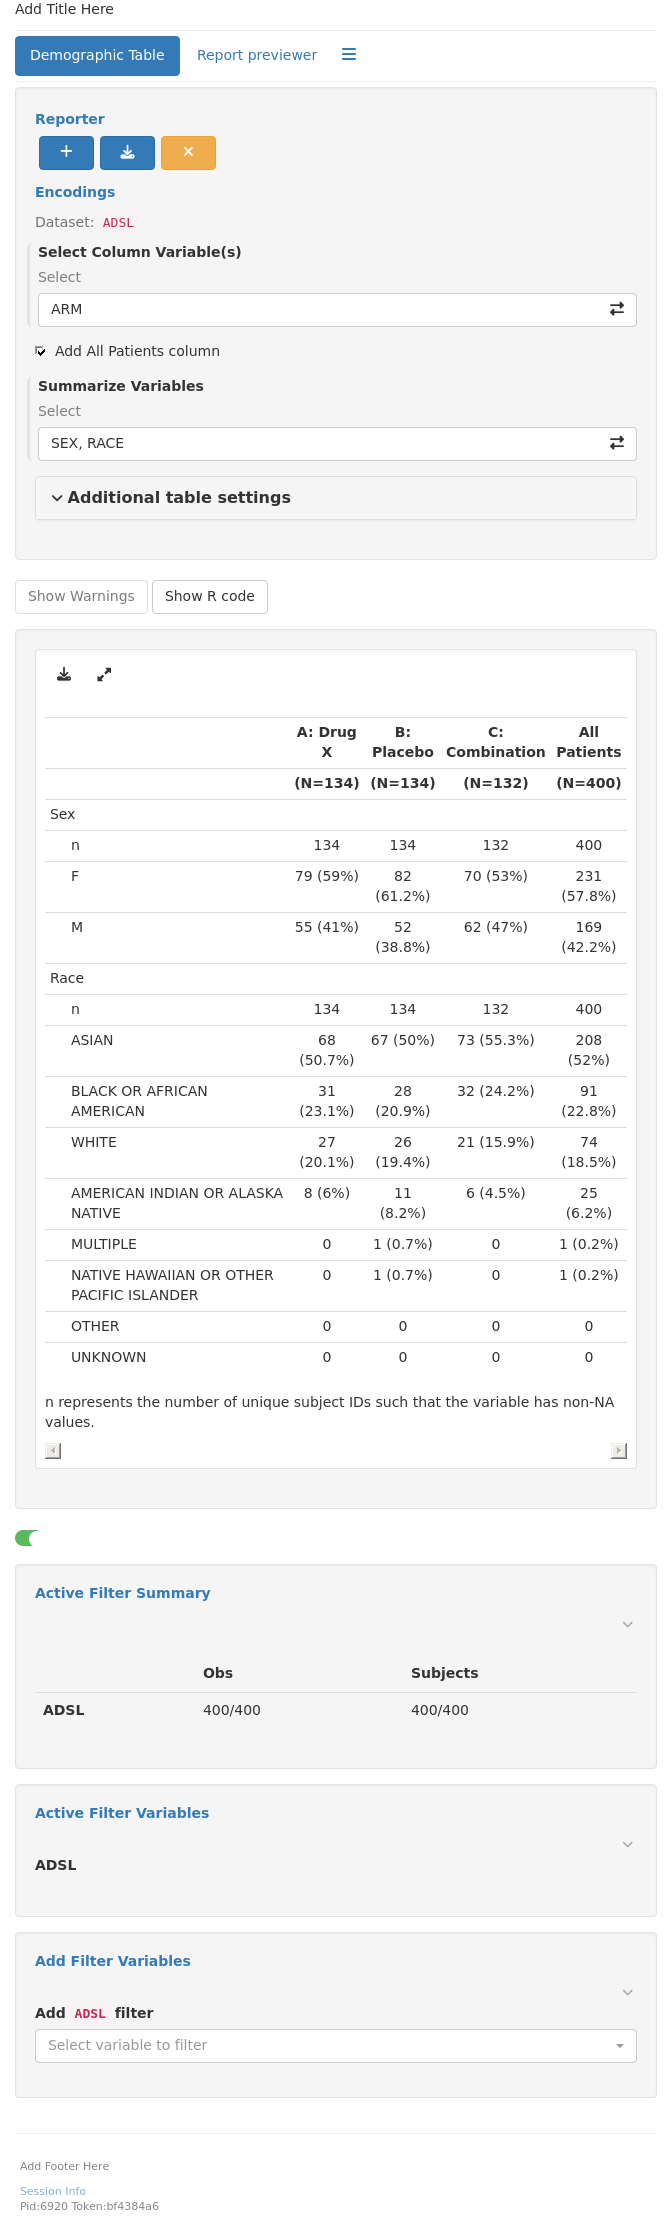 Add Title Here
Demographic Table Report previewer
Reporter
Encodings
Dataset: ADSL
Select Column Variable(s)
Select
ARM
Add All Patients column
Summarize Variables
Select
SEX, RACE
Additional table settings
Show Warnings Show R code
A: Drug B: C: All
X Placebo Combination Patients
(N=134) (N=134) (N=132) (N=400)
Sex
n 134 134 132 400
F 79 (59%) 82 70 (53%) 231
(61.2%) (57.8%)
M 55 (41%) 52 62 (47%) 169
(38.8%) (42.2%)
Race
n 134 134 132 400
ASIAN 68 67 (50%) 73 (55.3%) 208
(50.7%) (52%)
BLACK OR AFRICAN 31 28 32 (24.2%) 91
AMERICAN (23.1%) (20.9%) (22.8%)
WHITE 27 26 21 (15.9%) 74
(20.1%) (19.4%) (18.5%)
AMERICAN INDIAN OR ALASKA 8 (6%) 11 6 (4.5%) 25
NATIVE (8.2%) (6.2%)
MULTIPLE 0 1 (0.7%) 0 1 (0.2%)
NATIVE HAWAIIAN OR OTHER 0 1 (0.7%) 0 1 (0.2%)
PACIFIC ISLANDER
OTHER 0 0 0 0
UNKNOWN 0 0 0 0
n represents the number of unique subject IDs such that the variable has non-NA
values.
Active Filter Summary
Obs Subjects
ADSL 400/400 400/400
Active Filter Variables
ADSL
Add Filter Variables
Add ADSL filter
Select variable to filter
Add Footer Here
Session Info
Pid:6920 Token:bf4384a6